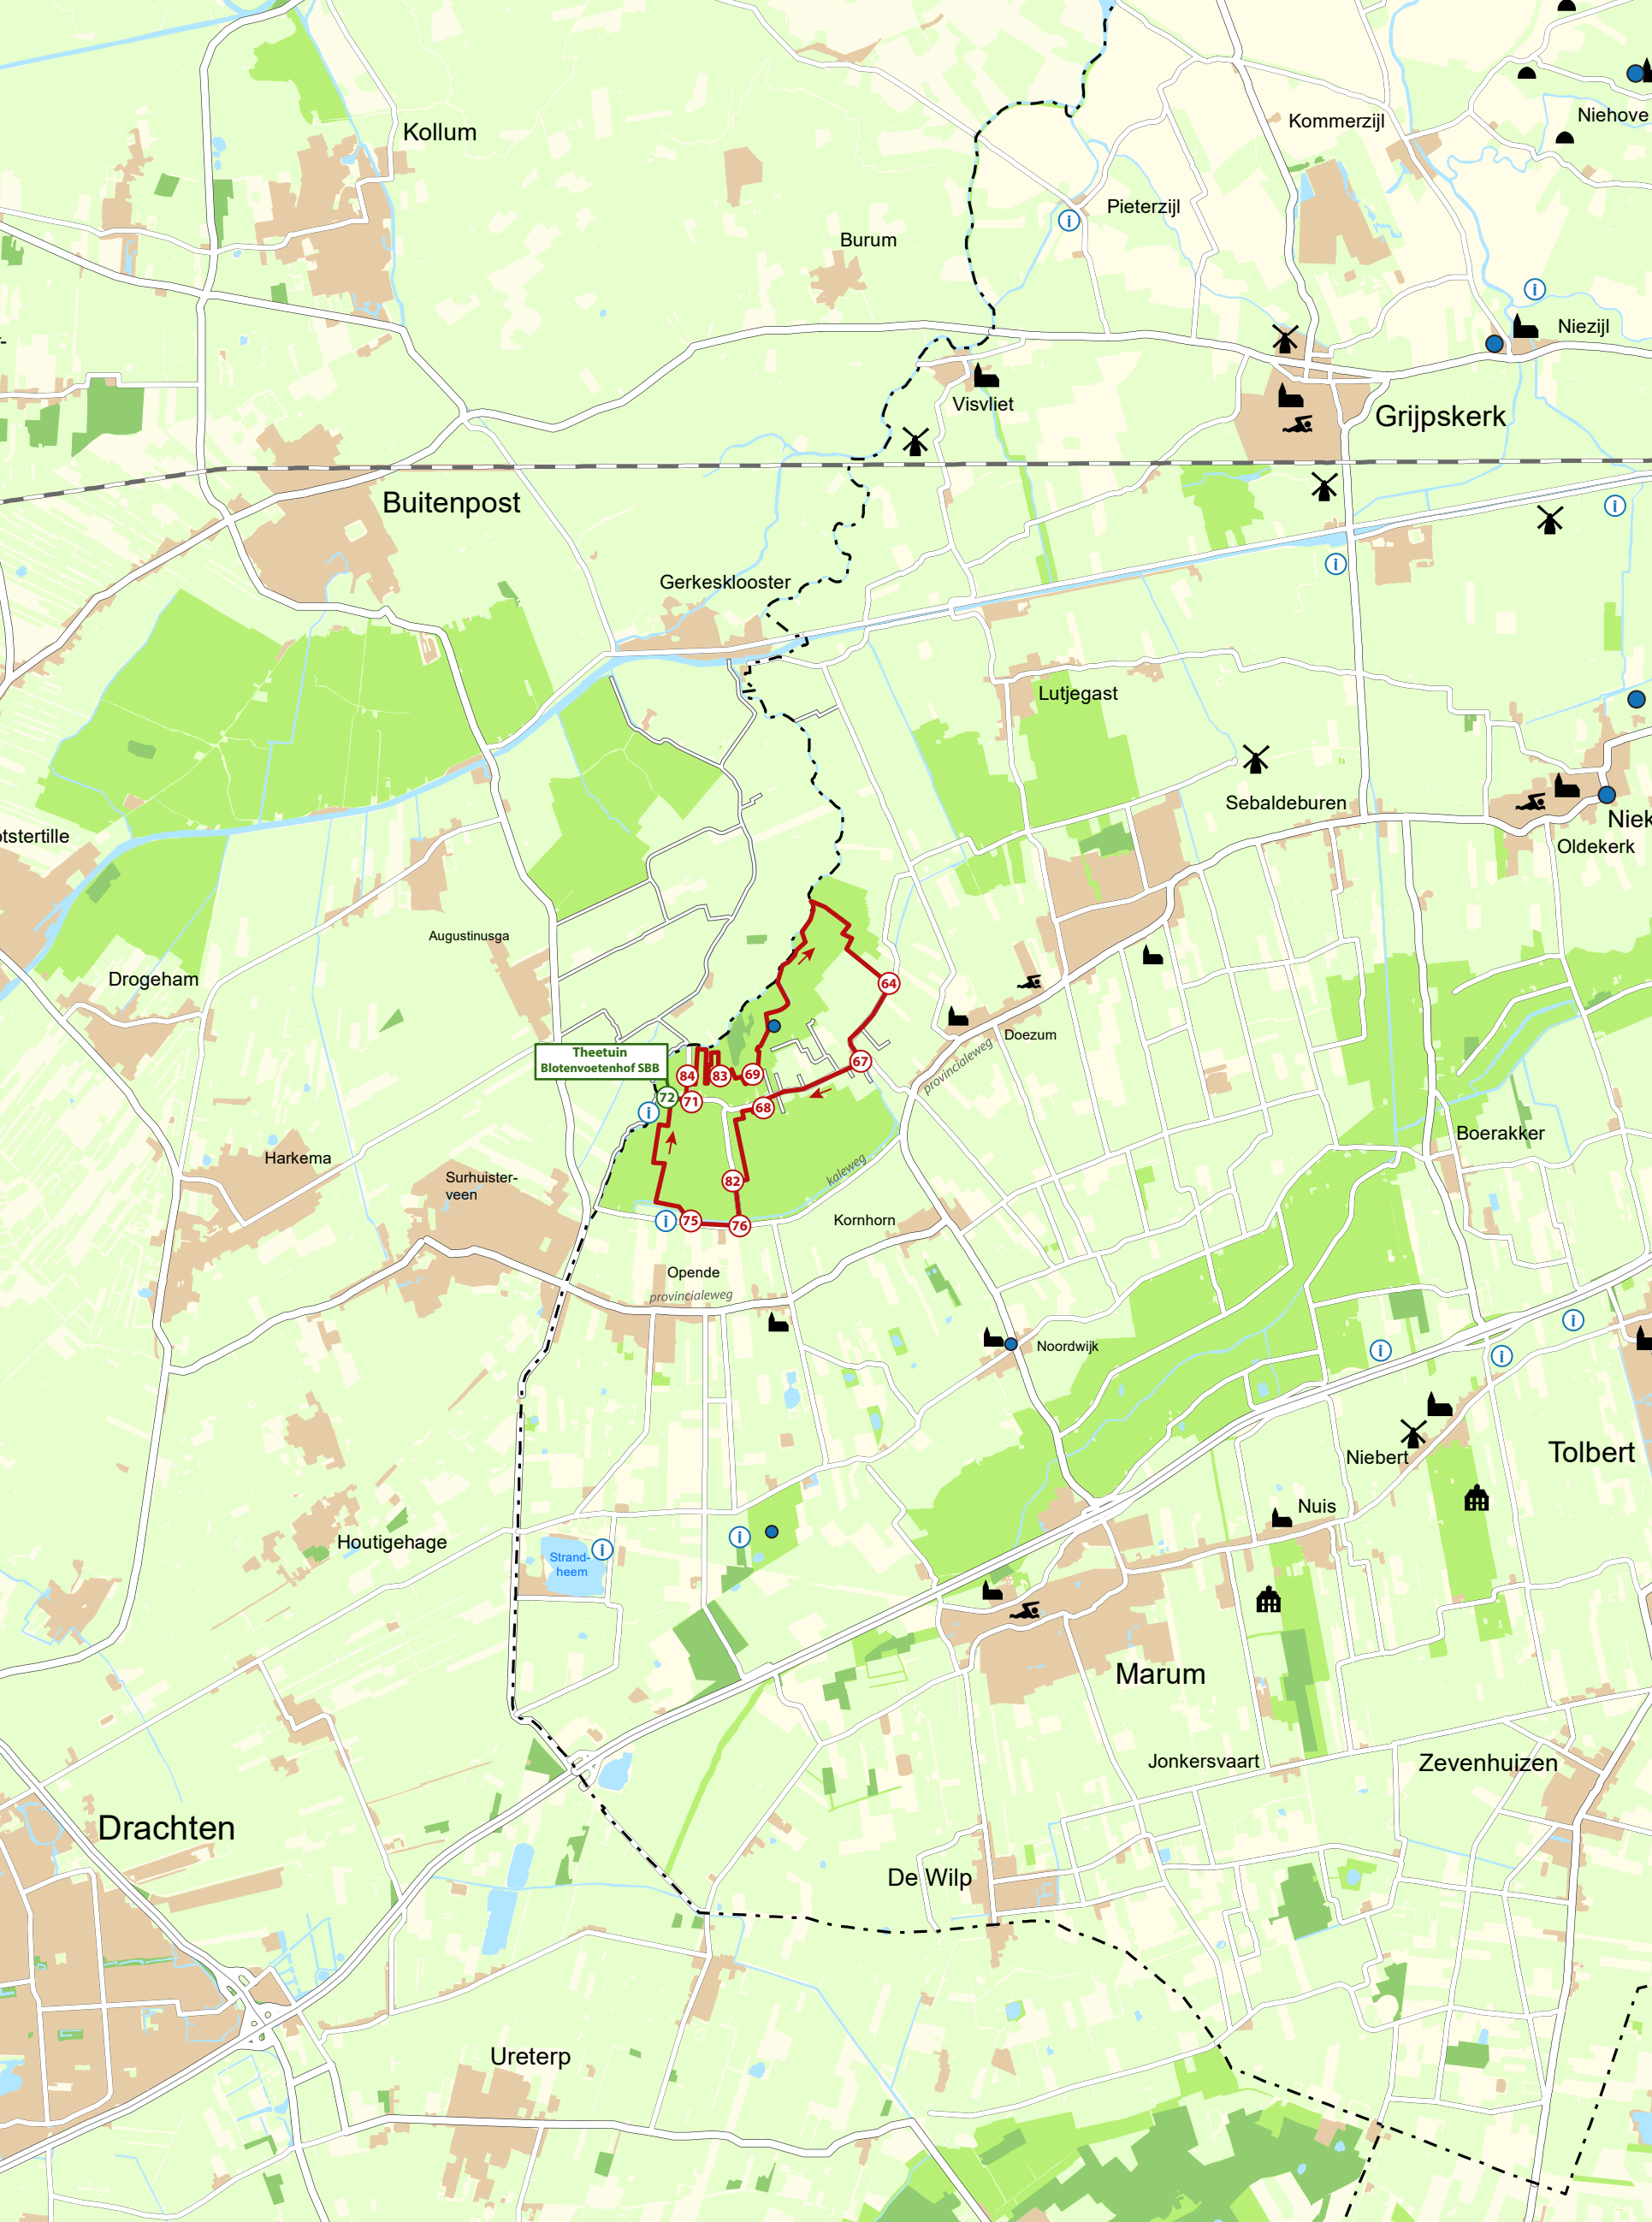 Kollum
Niehove
Kommerzijl
Pieterzijl
Burum
i
i
Niezijl
Visvliet
Grijpskerk
Buitenpost
i
i
Gerkesklooster
Lutjegast
Sebaldeburen
Niek
Oldekerk
otstertille
Augustinusga
Drogeham
64
Doezum
Theetuin
Blotenvoetenhof SBB
provincialeweg
67
84
83
69
72
71
68
i
Boerakker
Harkema
Surhuister-
veen
kaleweg
82
i
75
76
Kornhorn
Opende
provincialeweg
i
Noordwijk
i
i
Niebert
Tolbert
Nuis
Houtigehage
i
i
Strand-
heem
Marum
Jonkersvaart
Zevenhuizen
Drachten
De Wilp
Ureterp